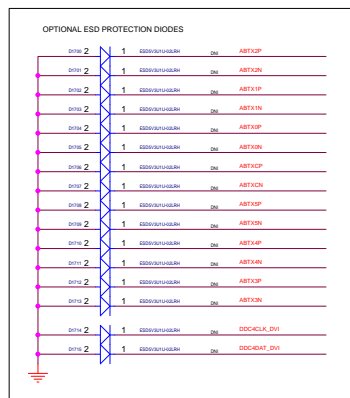 OPTIONAL ESD PROTECTION DIODES
D1700 2 1 ESD5V3U1U-02LRH DNI ABTX2P
D1701 2 1 ESD5V3U1U-02LRH DNI ABTX2N
D1702 2 1 ESD5V3U1U-02LRH DNI ABTX1P
D1703 2 1 ESD5V3U1U-02LRH DNI ABTX1N
D1704 2 1 ESD5V3U1U-02LRH DNI ABTX0P
D1705 2 1 ESD5V3U1U-02LRH DNI ABTX0N
D1706 2 1 ESD5V3U1U-02LRH DNI ABTXCP
D1707 2 1 ESD5V3U1U-02LRH DNI ABTXCN
D1708 2 1 ESD5V3U1U-02LRH DNI ABTX5P
D1709 2 1 ESD5V3U1U-02LRH DNI ABTX5N
D1710 2 1 ESD5V3U1U-02LRH DNI ABTX4P
D1711 2 1 ESD5V3U1U-02LRH DNI ABTX4N
D1712 2 1 ESD5V3U1U-02LRH DNI ABTX3P
D1713 2 1 ESD5V3U1U-02LRH DNI ABTX3N
D1714 2 1 ESD5V3U1U-02LRH DNI DDC4CLK_DVI
D1715 2 1 ESD5V3U1U-02LRH DNI DDC4DAT_DVI